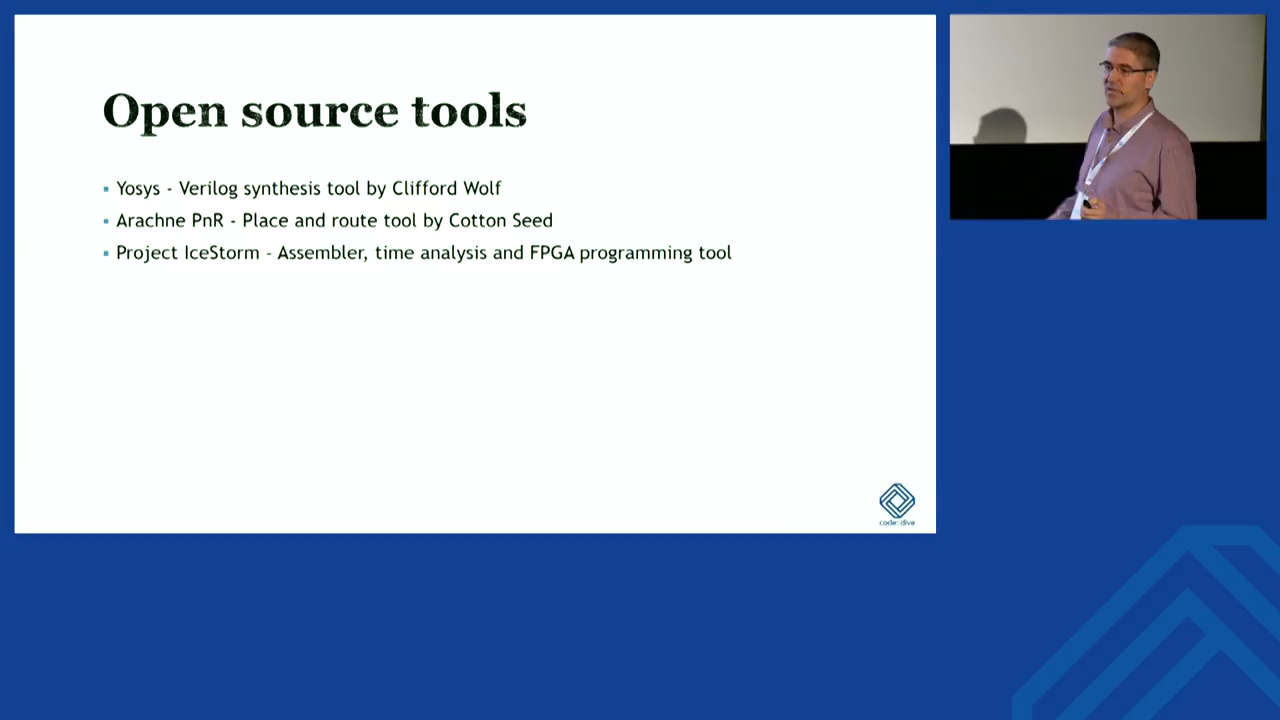 Open source tools
Yosys - Verilog synthesis tool by Clifford Wolf
Arachne PnR - Place and route tool by Cotton Seed
Project IceStorm - Assembler, time analysis and FPGA programming tool
code::dive